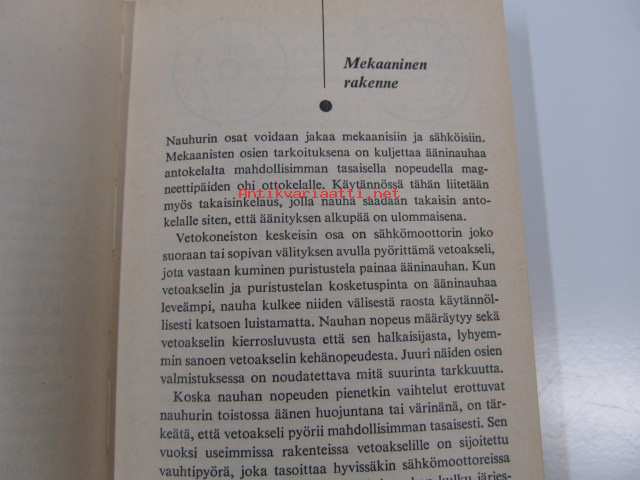 Mekaaninen
rakenne
Nauhurin osat voidaan jakaa mekaanisiin ja sähköisiin.
Mekaanisten osien tarkoituksena on kuljettaa ääninauhaa
antokelalta mahdollisimman tasaisella nopeudella mag-
neettipäiden ohi ottokelalle. Käytännössä tähän liitetään
Antikvariaatti.net
myös takaisinkelaus, jolla nauha saadaan takaisin anto-
kelalle siten, että äänityksen alkupää on ulommaisena.
Vetokoneiston keskeisin osa on sähkömoottorin joko
suoraan tai sopivan välityksen avulla pyörittämä vetoakseli,
jota vastaan kuminen puristustela painaa ääninauhan. Kun
vetoakselin ja puristustelan kosketuspinta on ääninauhaa
leveämpi, nauha kulkee niiden välisestä raosta käytännöl-
lisesti katsoen luistamatta. Nauhan nopeus määräytyy sekä
vetoakselin kierrosluvusta että sen halkaisijasta, lyhyem-
min sanoen vetoakselin kehänopeudesta. Juuri näiden osien
valmistuksessa on noudatettava mitä suurinta tarkkuutta.
Koska nauhan nopeuden pienetkin vaihtelut erottuvat
nauhurin toistossa äänen huojuntana tai värinänä, on tär-
keätä, että vetoakseli pyörii mahdollisimman tasaisesti. Sen
vuoksi useimmissa rakenteissa vetoakselille on sijoitettu
vauhtipyörä, joka tasoittaa hyvissäkin sähkömoottoreissa
kulku järjes-